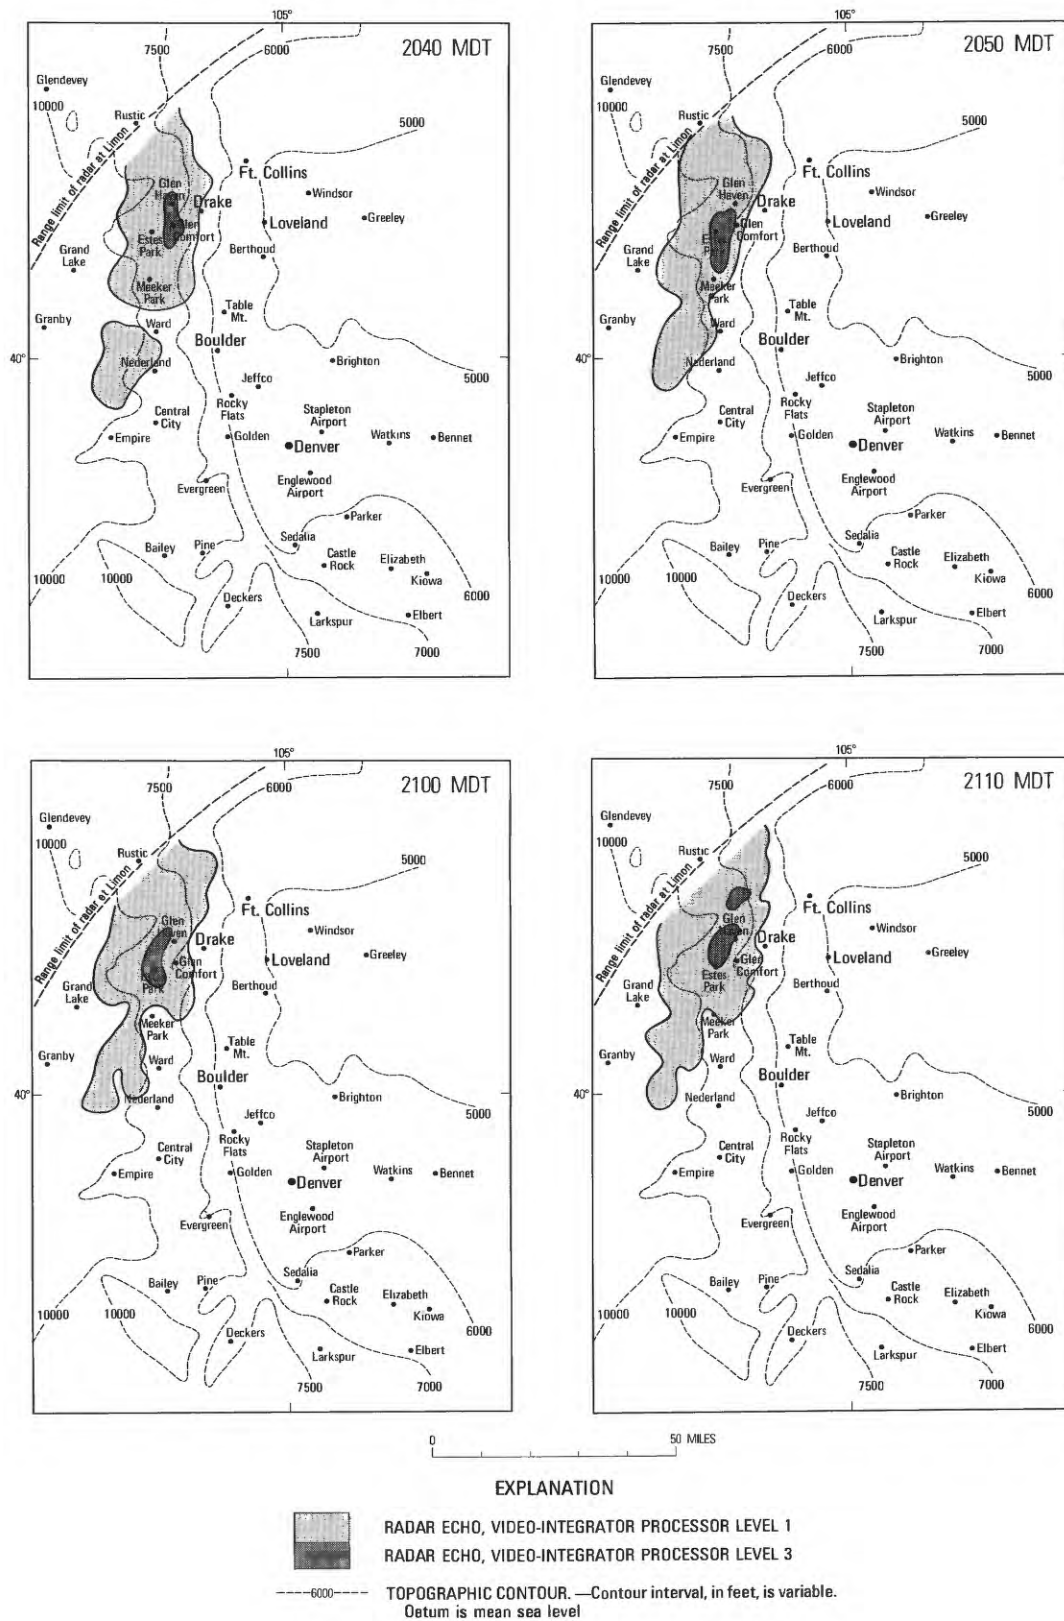 105°
7500
6000
2040 MDT
Glendevey
10000
Rustic
5000
Range limit of radar at Limon
Ft. Collins
Glen
Haven
Windsor
Drake
Greeley
Loveland
Glen
Comfort
Estes
Park
Berthoud
Grand
Lake
Meeker
Park
Table
Mt.
Granby
Ward
Boulder
40°
Nederland
Brighton
5000
Jeffco
Rocky
Flats
Central
City
Stapleton
Airport
Empire
Golden
Denver
Watkins
Bennet
Evergreen
Englewood
Airport
Parker
Bailey
Pine
Sedalia
Castle
Rock
Elizabeth
Kiowa
10000
10000
Deckers
6000
Larkspur
Elbert
7500
7000
105°
7500
6000
2050 MDT
Glendevey
10000
Rustic
5000
Range limit of radar at Limon
Ft. Collins
Glen
Haven
Windsor
Drake
Greeley
Loveland
Glen
Comfort
Estes
Park
Berthoud
Grand
Lake
Meeker
Park
Table
Mt.
Granby
Ward
Boulder
40°
Nederland
Brighton
5000
Jeffco
Rocky
Flats
Central
City
Stapleton
Airport
Empire
Golden
Denver
Watkins
Bennet
Evergreen
Englewood
Airport
Parker
Bailey
Pine
Sedalia
Castle
Rock
Elizabeth
Kiowa
10000
10000
Deckers
6000
Larkspur
Elbert
7500
7000
105°
7500
6000
2100 MDT
Glendevey
10000
Rustic
5000
Range limit of radar at Limon
Ft. Collins
Glen
Haven
Windsor
Drake
Greeley
Loveland
Glen
Comfort
Park
Berthoud
Grand
Lake
Meeker
Park
Table
Mt.
Granby
Ward
Boulder
40°
Nederland
Brighton
5000
Jeffco
Rocky
Flats
Central
City
Stapleton
Airport
Empire
Golden
Denver
Watkins
Bennet
Evergreen
Englewood
Airport
Parker
Bailey
Pine
Sedalia
Castle
Rock
Elizabeth
Kiowa
10000
10000
Deckers
6000
Larkspur
Elbert
7500
7000
105°
7500
6000
2110 MDT
Glendevey
10000
Rustic
5000
Range limit of radar at Limon
Ft. Collins
Glen
Haven
Windsor
Drake
Greeley
Loveland
Glen
Comfort
Estes
Park
Berthoud
Grand
Lake
Meeker
Park
Table
Mt.
Granby
Ward
Boulder
40°
Nederland
Brighton
5000
Jeffco
Rocky
Flats
Central
City
Stapleton
Airport
Empire
Golden
Denver
Watkins
Bennet
Evergreen
Englewood
Airport
Parker
Bailey
Pine
Sedalia
Castle
Rock
Elizabeth
Kiowa
10000
10000
Deckers
6000
Larkspur
Elbert
7500
7000
0 50 MILES
EXPLANATION
RADAR ECHO, VIDEO-INTEGRATOR PROCESSOR LEVEL 1
RADAR ECHO, VIDEO-INTEGRATOR PROCESSOR LEVEL 3
6000 TOPOGRAPHIC CONTOUR.—Contour interval, in feet, is variable.
Oatum is mean sea level